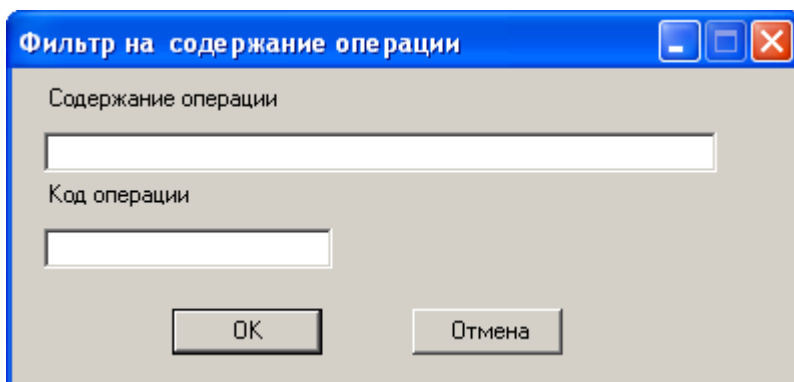 Фильтр на содержание операции
Содержание операции
Код операции
OK Отмена